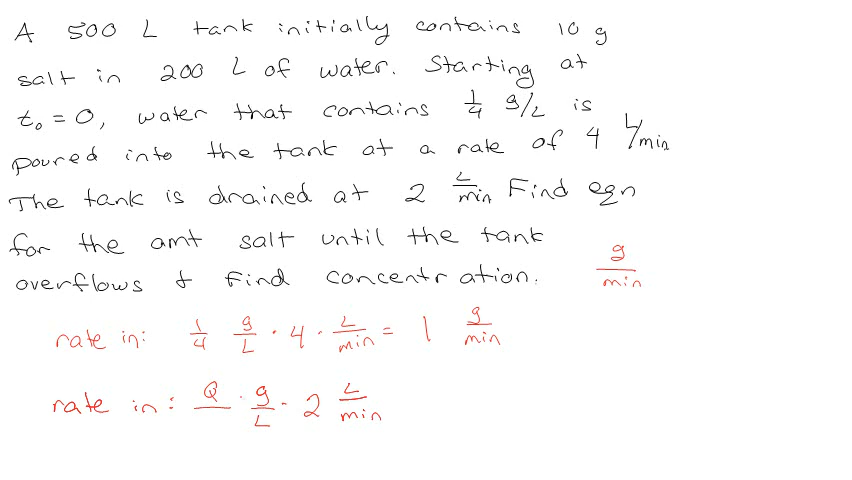 A 500 L tank initially contains 10 g
salt in 200 L of water. Starting at
t₀ = 0, water that contains 1/4 g/L is
poured into the tank at a rate of 4 L/min
The tank is drained at 2 L/min Find eqn
for the amt salt until the tank
overflows & Find concentration.
g/min
rate in: 1/4 g/L · 4 · L/min = 1 g/min
rate in: Q/ · g/L · 2 L/min